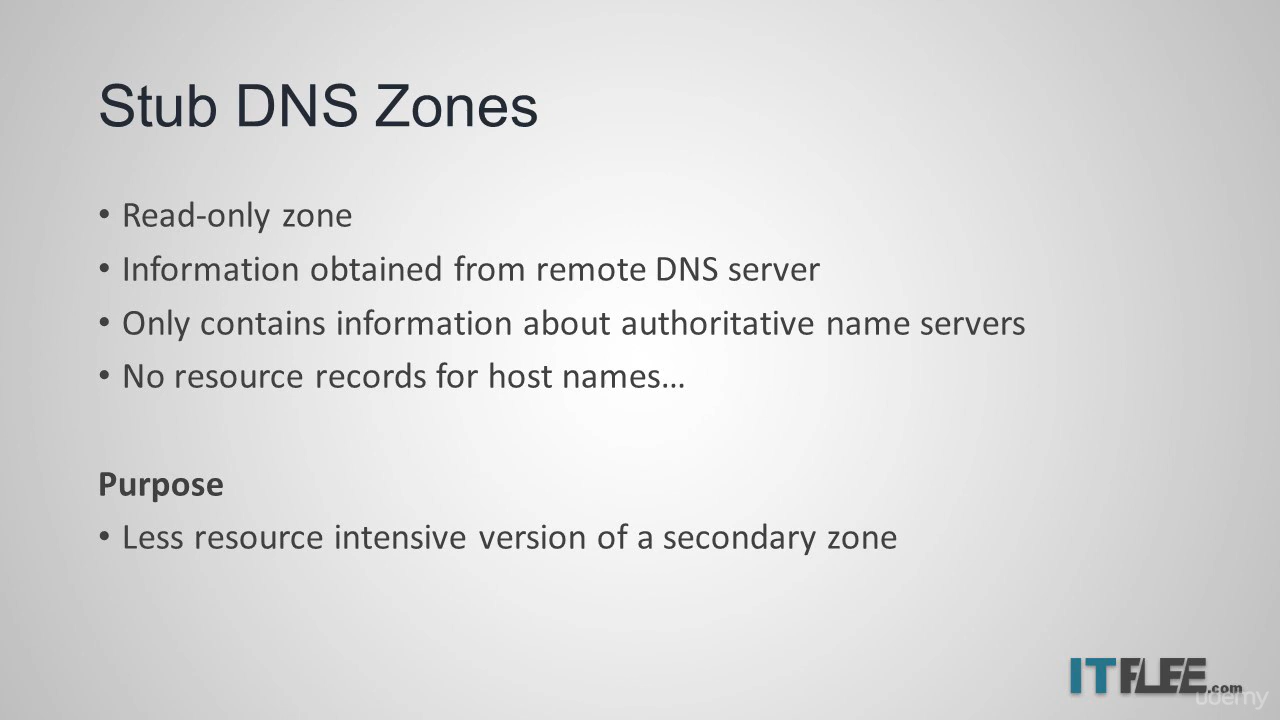 Stub DNS Zones
• Read-only zone
• Information obtained from remote DNS server
• Only contains information about authoritative name servers
• No resource records for host names…
Purpose
• Less resource intensive version of a secondary zone
ITFLEE.com
udemy